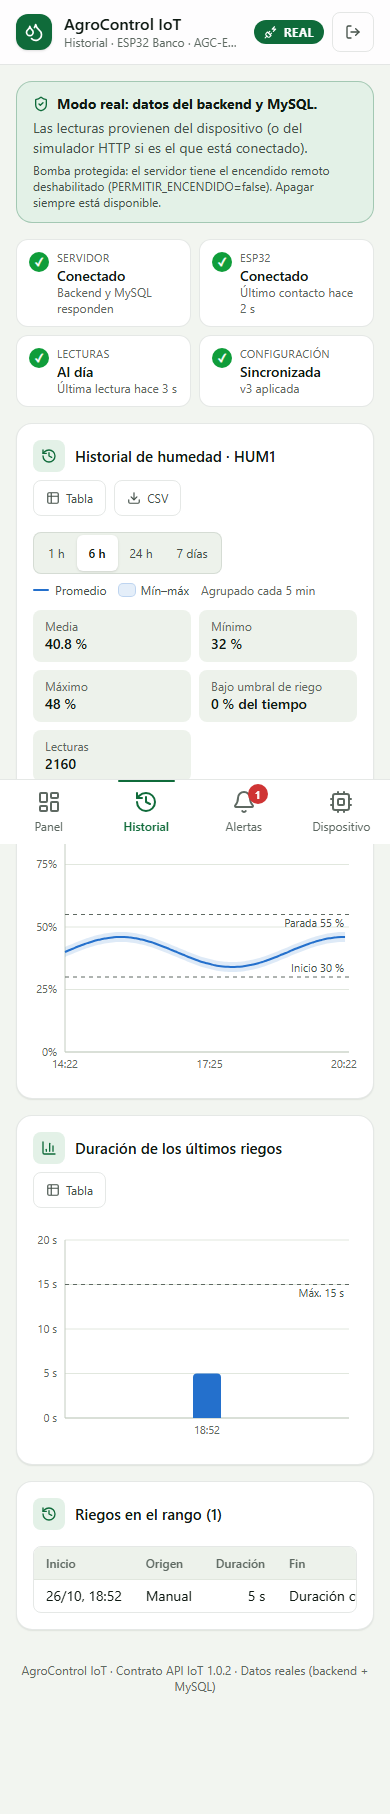 AgroControl IoT
Historial · ESP32 Banco · AGC-E...
REAL
Modo real: datos del backend y MySQL.
Las lecturas provienen del dispositivo (o del
simulador HTTP si es el que está conectado).
Bomba protegida: el servidor tiene el encendido remoto
deshabilitado (PERMITIR_ENCENDIDO=false). Apagar
siempre está disponible.
SERVIDOR
Conectado
Backend y MySQL
responden
ESP32
Conectado
Último contacto hace
2 s
LECTURAS
Al día
Última lectura hace 3 s
CONFIGURACIÓN
Sincronizada
v3 aplicada
Historial de humedad · HUM1
Tabla
CSV
1 h
6 h
24 h
7 días
Promedio
Mín–máx
Agrupado cada 5 min
Media
40.8 %
Mínimo
32 %
Máximo
48 %
Bajo umbral de riego
0 % del tiempo
Lecturas
2160
Panel
Historial
1
Alertas
Dispositivo
75%
50%
25%
0%
Parada 55 %
Inicio 30 %
14:22
17:25
20:22
Duración de los últimos riegos
Tabla
20 s
15 s
10 s
5 s
0 s
Máx. 15 s
18:52
Riegos en el rango (1)
Inicio
Origen
Duración
Fin
26/10, 18:52
Manual
5 s
Duración c
AgroControl IoT · Contrato API IoT 1.0.2 · Datos reales (backend +
MySQL)